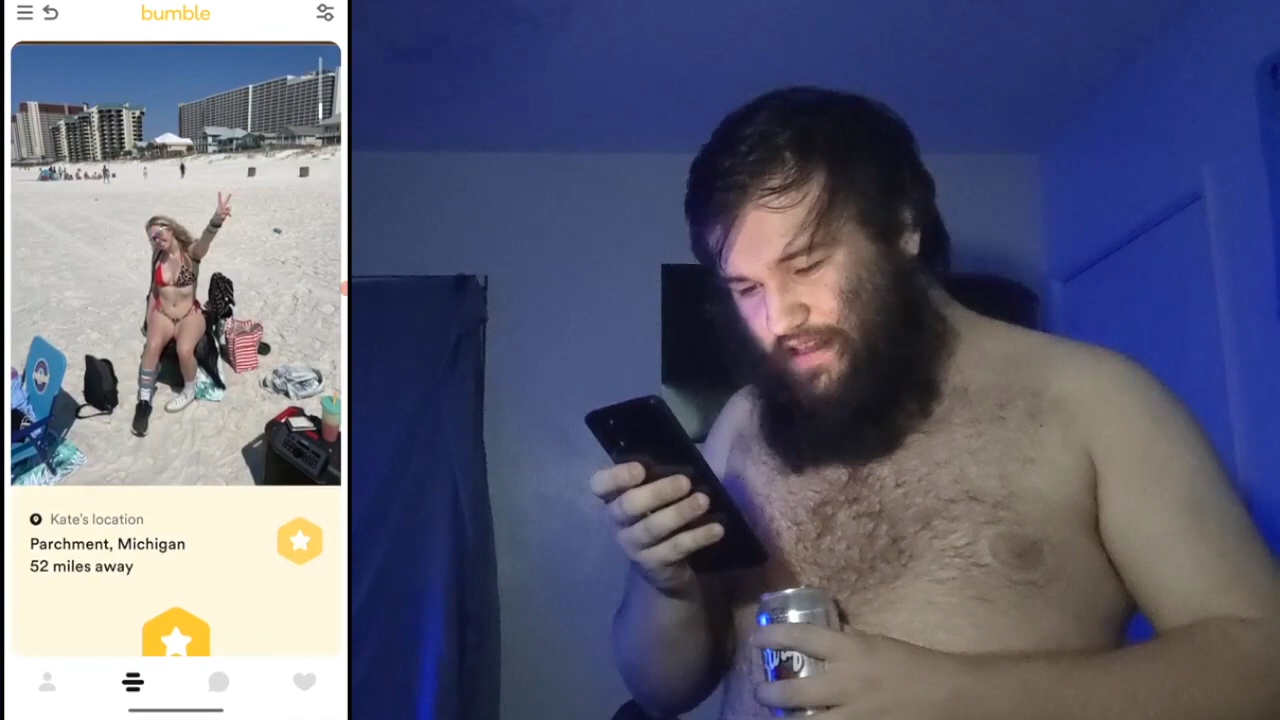 bumble
Kate's location
Parchment, Michigan
52 miles away